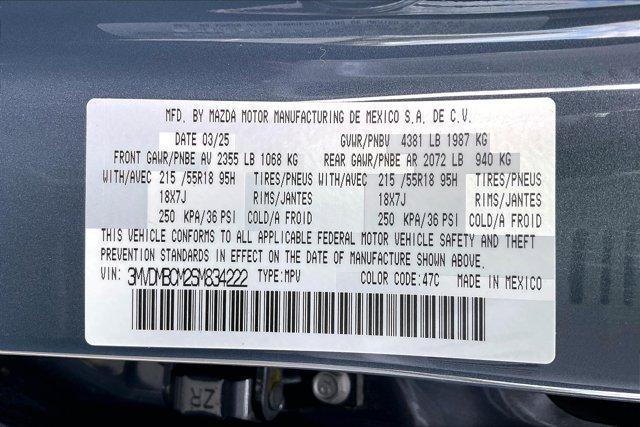 MFD. BY MAZDA MOTOR MANUFACTURING DE MEXICO S.A. DE C.V.
DATE 03/25 GVWR/PNBV 4381 LB 1987 KG
FRONT GAWR/PNBE AV 2355 LB 1068 KG REAR GAWR/PNBE AR 2072 LB 940 KG
WITH/AVEC 215 /55R18 95H TIRES/PNEUS WITH/AVEC 215 /55R18 95H TIRES/PNEUS
18X7J RIMS/JANTES 18X7J RIMS/JANTES
250 KPA/36 PSI COLD/A FROID 250 KPA/36 PSI COLD/A FROID
THIS VEHICLE CONFORMS TO ALL APPLICABLE FEDERAL MOTOR VEHICLE SAFETY AND THEFT
PREVENTION STANDARDS IN EFFECT ON THE DATE OF MANUFACTURE SHOWN ABOVE.
VIN: 3MVDMBCM2SM834222 TYPE:MPV COLOR CODE:47C MADE IN MEXICO
ZR